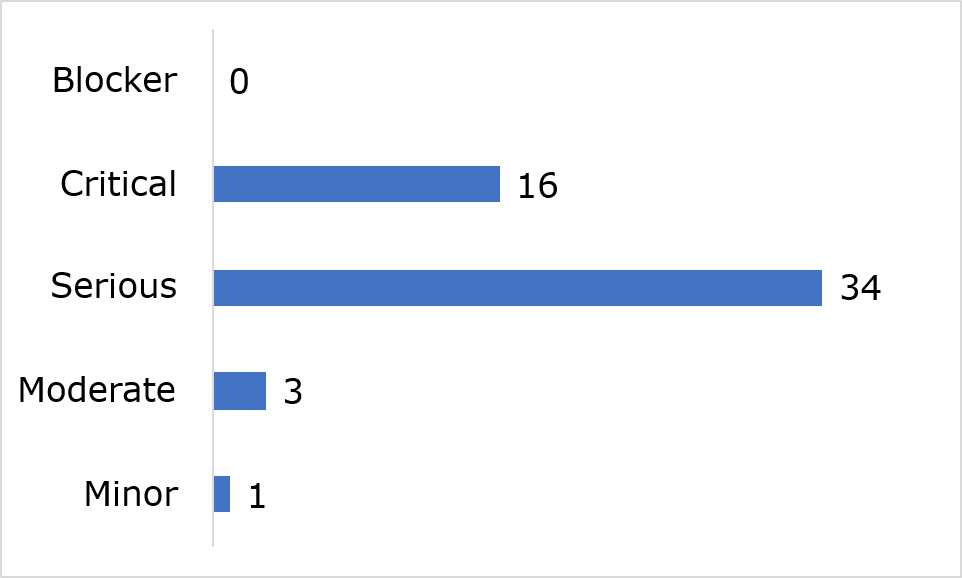 Blocker 0
Critical 16
Serious 34
Moderate 3
Minor 1